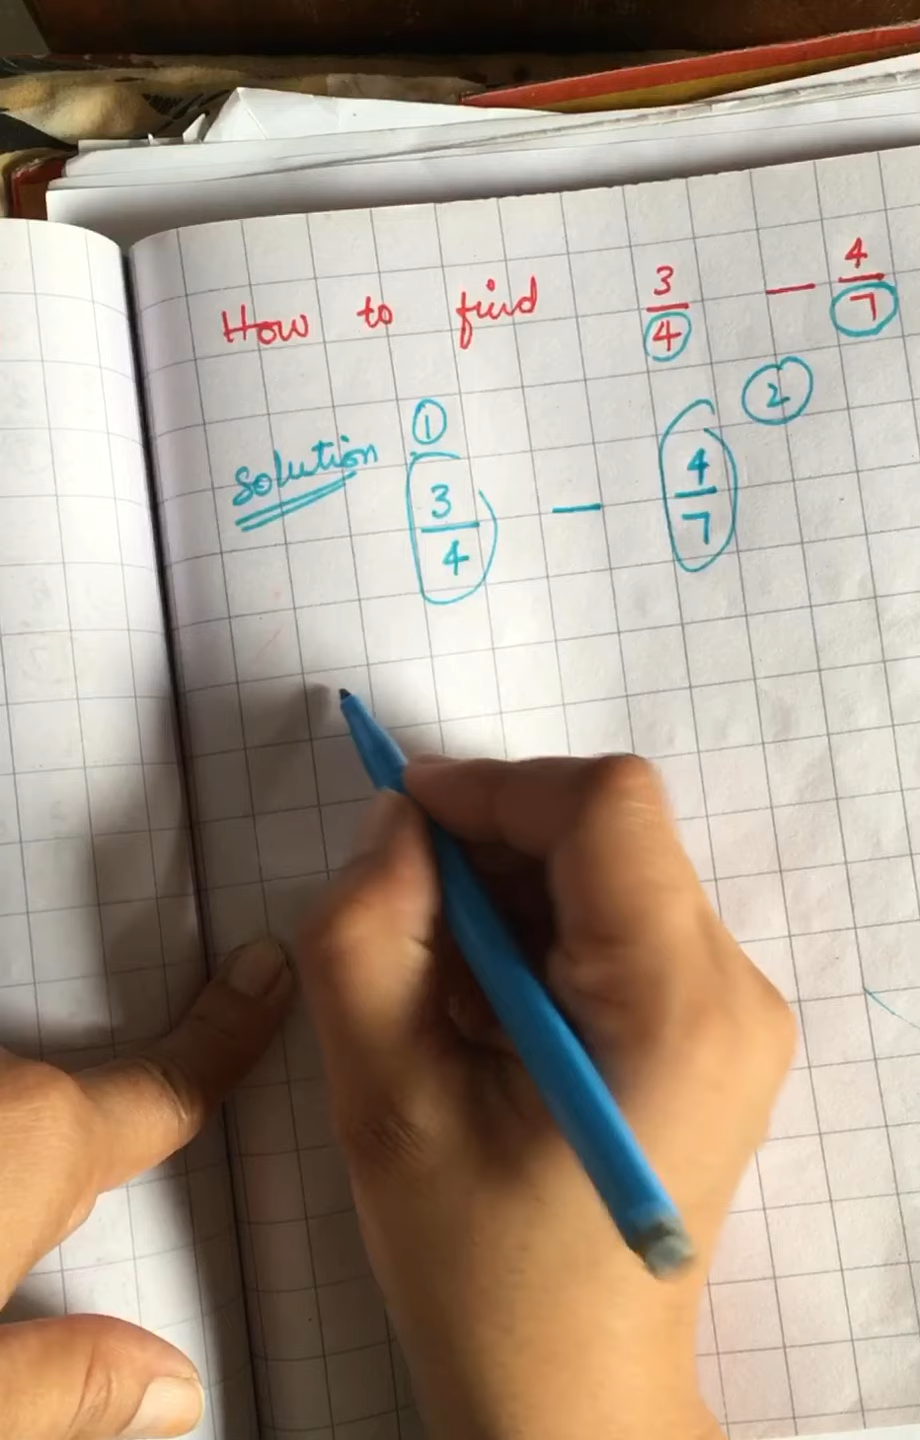 How to find 3/4 — 4/7
① ②
Solution 3/4 — 4/7